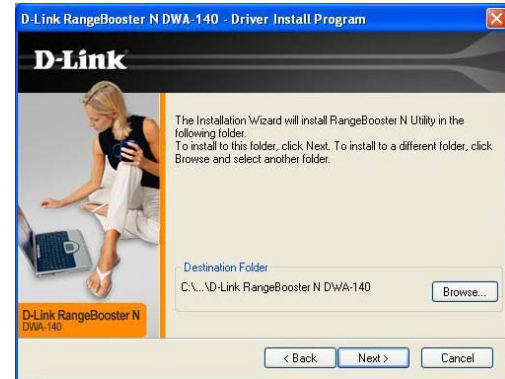 D-Link RangeBooster N DWA-140 - Driver Install Program
D-Link
The Installation Wizard will install RangeBooster N Utility in the
following folder.
To install to this folder, click Next. To install to a different folder, click
Browse and select another folder.
Destination Folder
C:\...\D-Link RangeBooster N DWA-140
Browse...
D-Link RangeBooster N
DWA-140
< Back
Next >
Cancel